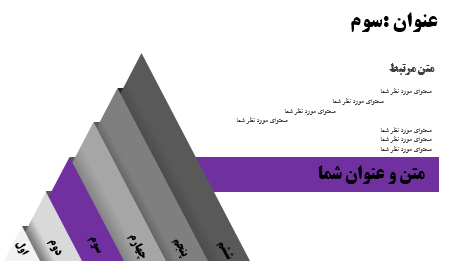 عنوان :سوم
متن مرتبط
محتوای مورد نظر شما
محتوای مورد نظر شما
محتوای مورد نظر شما
محتوای مورد نظر شما
محتوای مورد نظر شما
محتوای مورد نظر شما
محتوای مورد نظر شما
متن و عنوان شما
اول
دوم
سوم
چهارم
پنجم
ششم